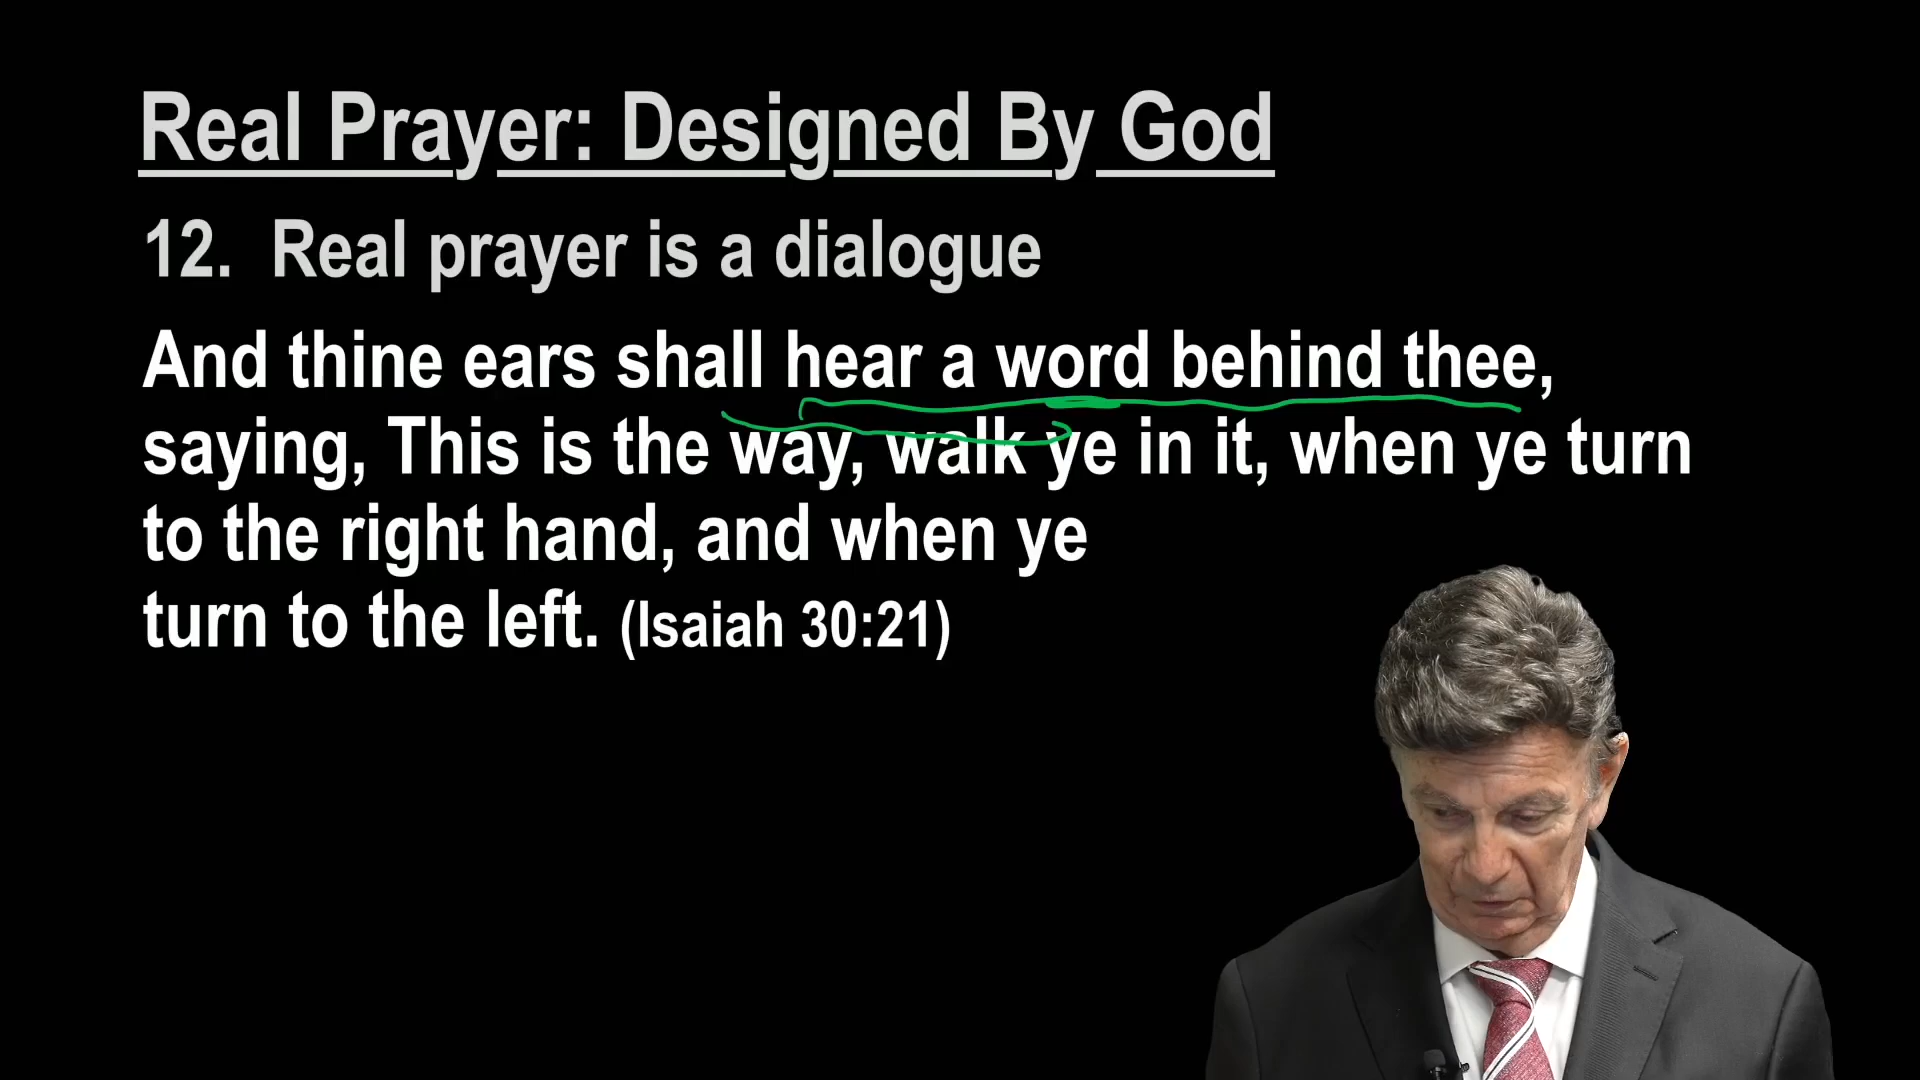 Real Prayer: Designed By God
12. Real prayer is a dialogue
And thine ears shall hear a word behind thee,
saying, This is the way, walk ye in it, when ye turn
to the right hand, and when ye
turn to the left. (Isaiah 30:21)